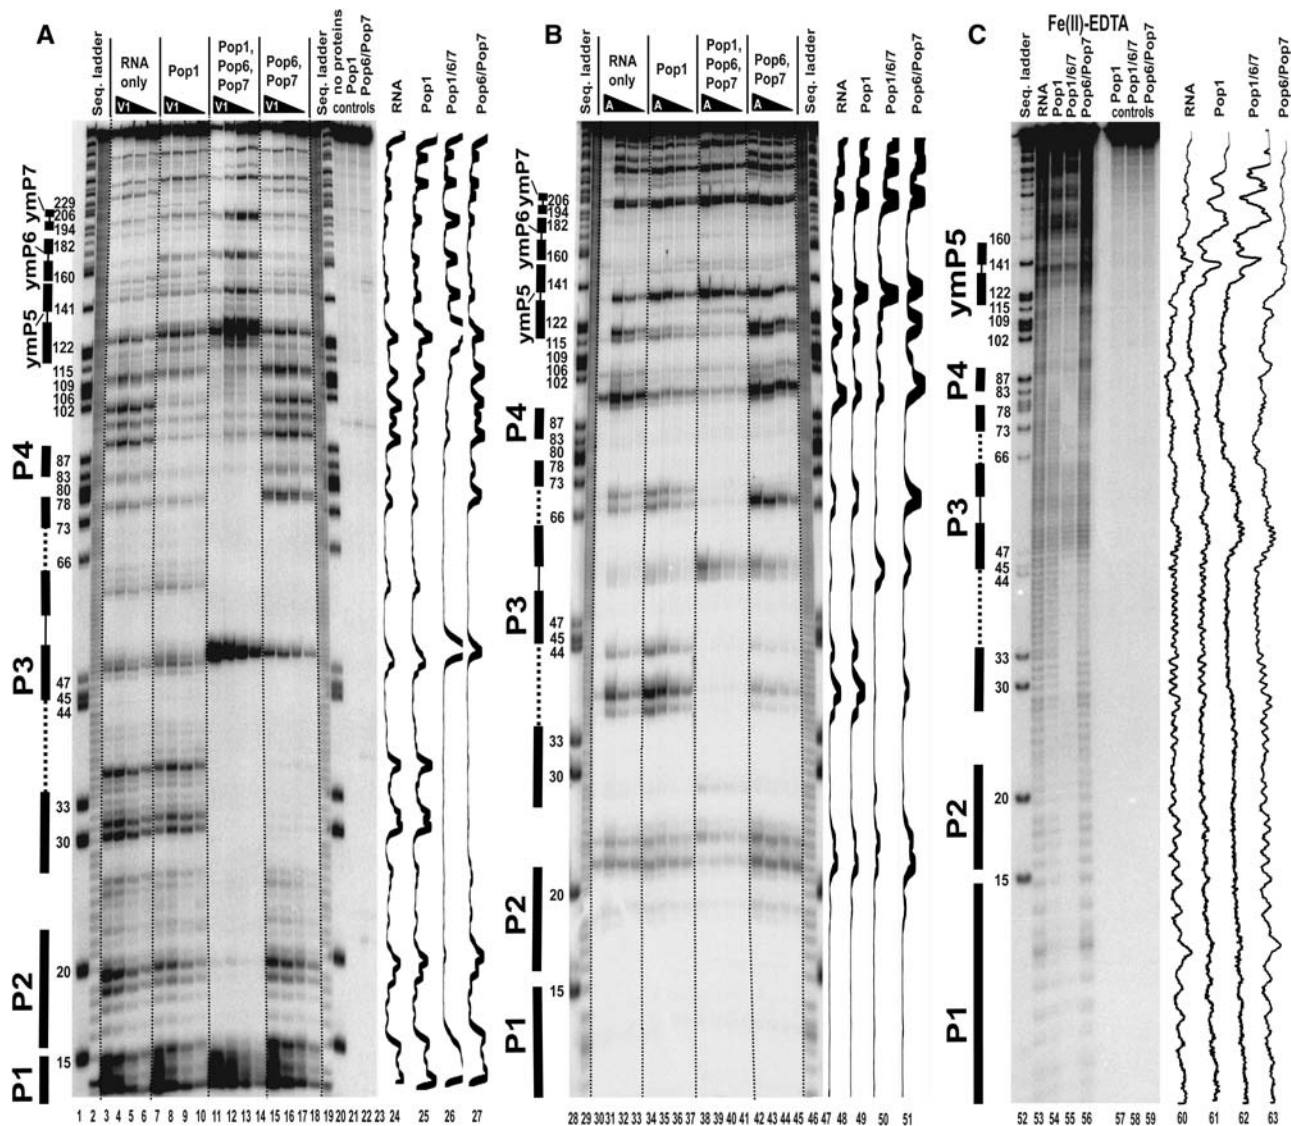 A
Seq. ladder
RNA only
V1
Pop1
V1
Pop1, Pop6, Pop7
V1
Pop6, Pop7
V1
Seq. ladder
no proteins
Pop1
Pop6/Pop7
controls
RNA
Pop1
Pop1/6/7
Pop6/Pop7
ymP7
ymP6
ymP5
P4
P3
P2
P1
229
206
194
182
160
141
122
115
109
106
102
87
83
80
78
73
66
47
45
44
33
30
20
15
1 2 3 4 5 6 7 8 9 10 11 12 13 14 15 16 17 18 19 20 21 22 23 24 25 26 27
B
Seq. ladder
RNA only
A
Pop1
A
Pop1, Pop6, Pop7
A
Pop6, Pop7
A
Seq. ladder
RNA
Pop1
Pop1/6/7
Pop6/Pop7
ymP7
ymP6
ymP5
P4
P3
P2
P1
206
194
182
160
141
122
115
109
106
102
87
83
80
78
73
66
47
45
44
33
30
20
15
28 29 30 31 32 33 34 35 36 37 38 39 40 41 42 43 44 45 46 47 48 49 50 51
C
Fe(II)-EDTA
Seq. ladder
RNA
Pop1
Pop1/6/7
Pop6/Pop7
Pop1
Pop1/6/7
Pop6/Pop7
controls
RNA
Pop1
Pop1/6/7
Pop6/Pop7
ymP5
P4
P3
P2
P1
160
141
122
115
109
102
87
83
78
73
66
47
45
44
33
30
20
15
52 53 54 55 56 57 58 59 60 61 62 63